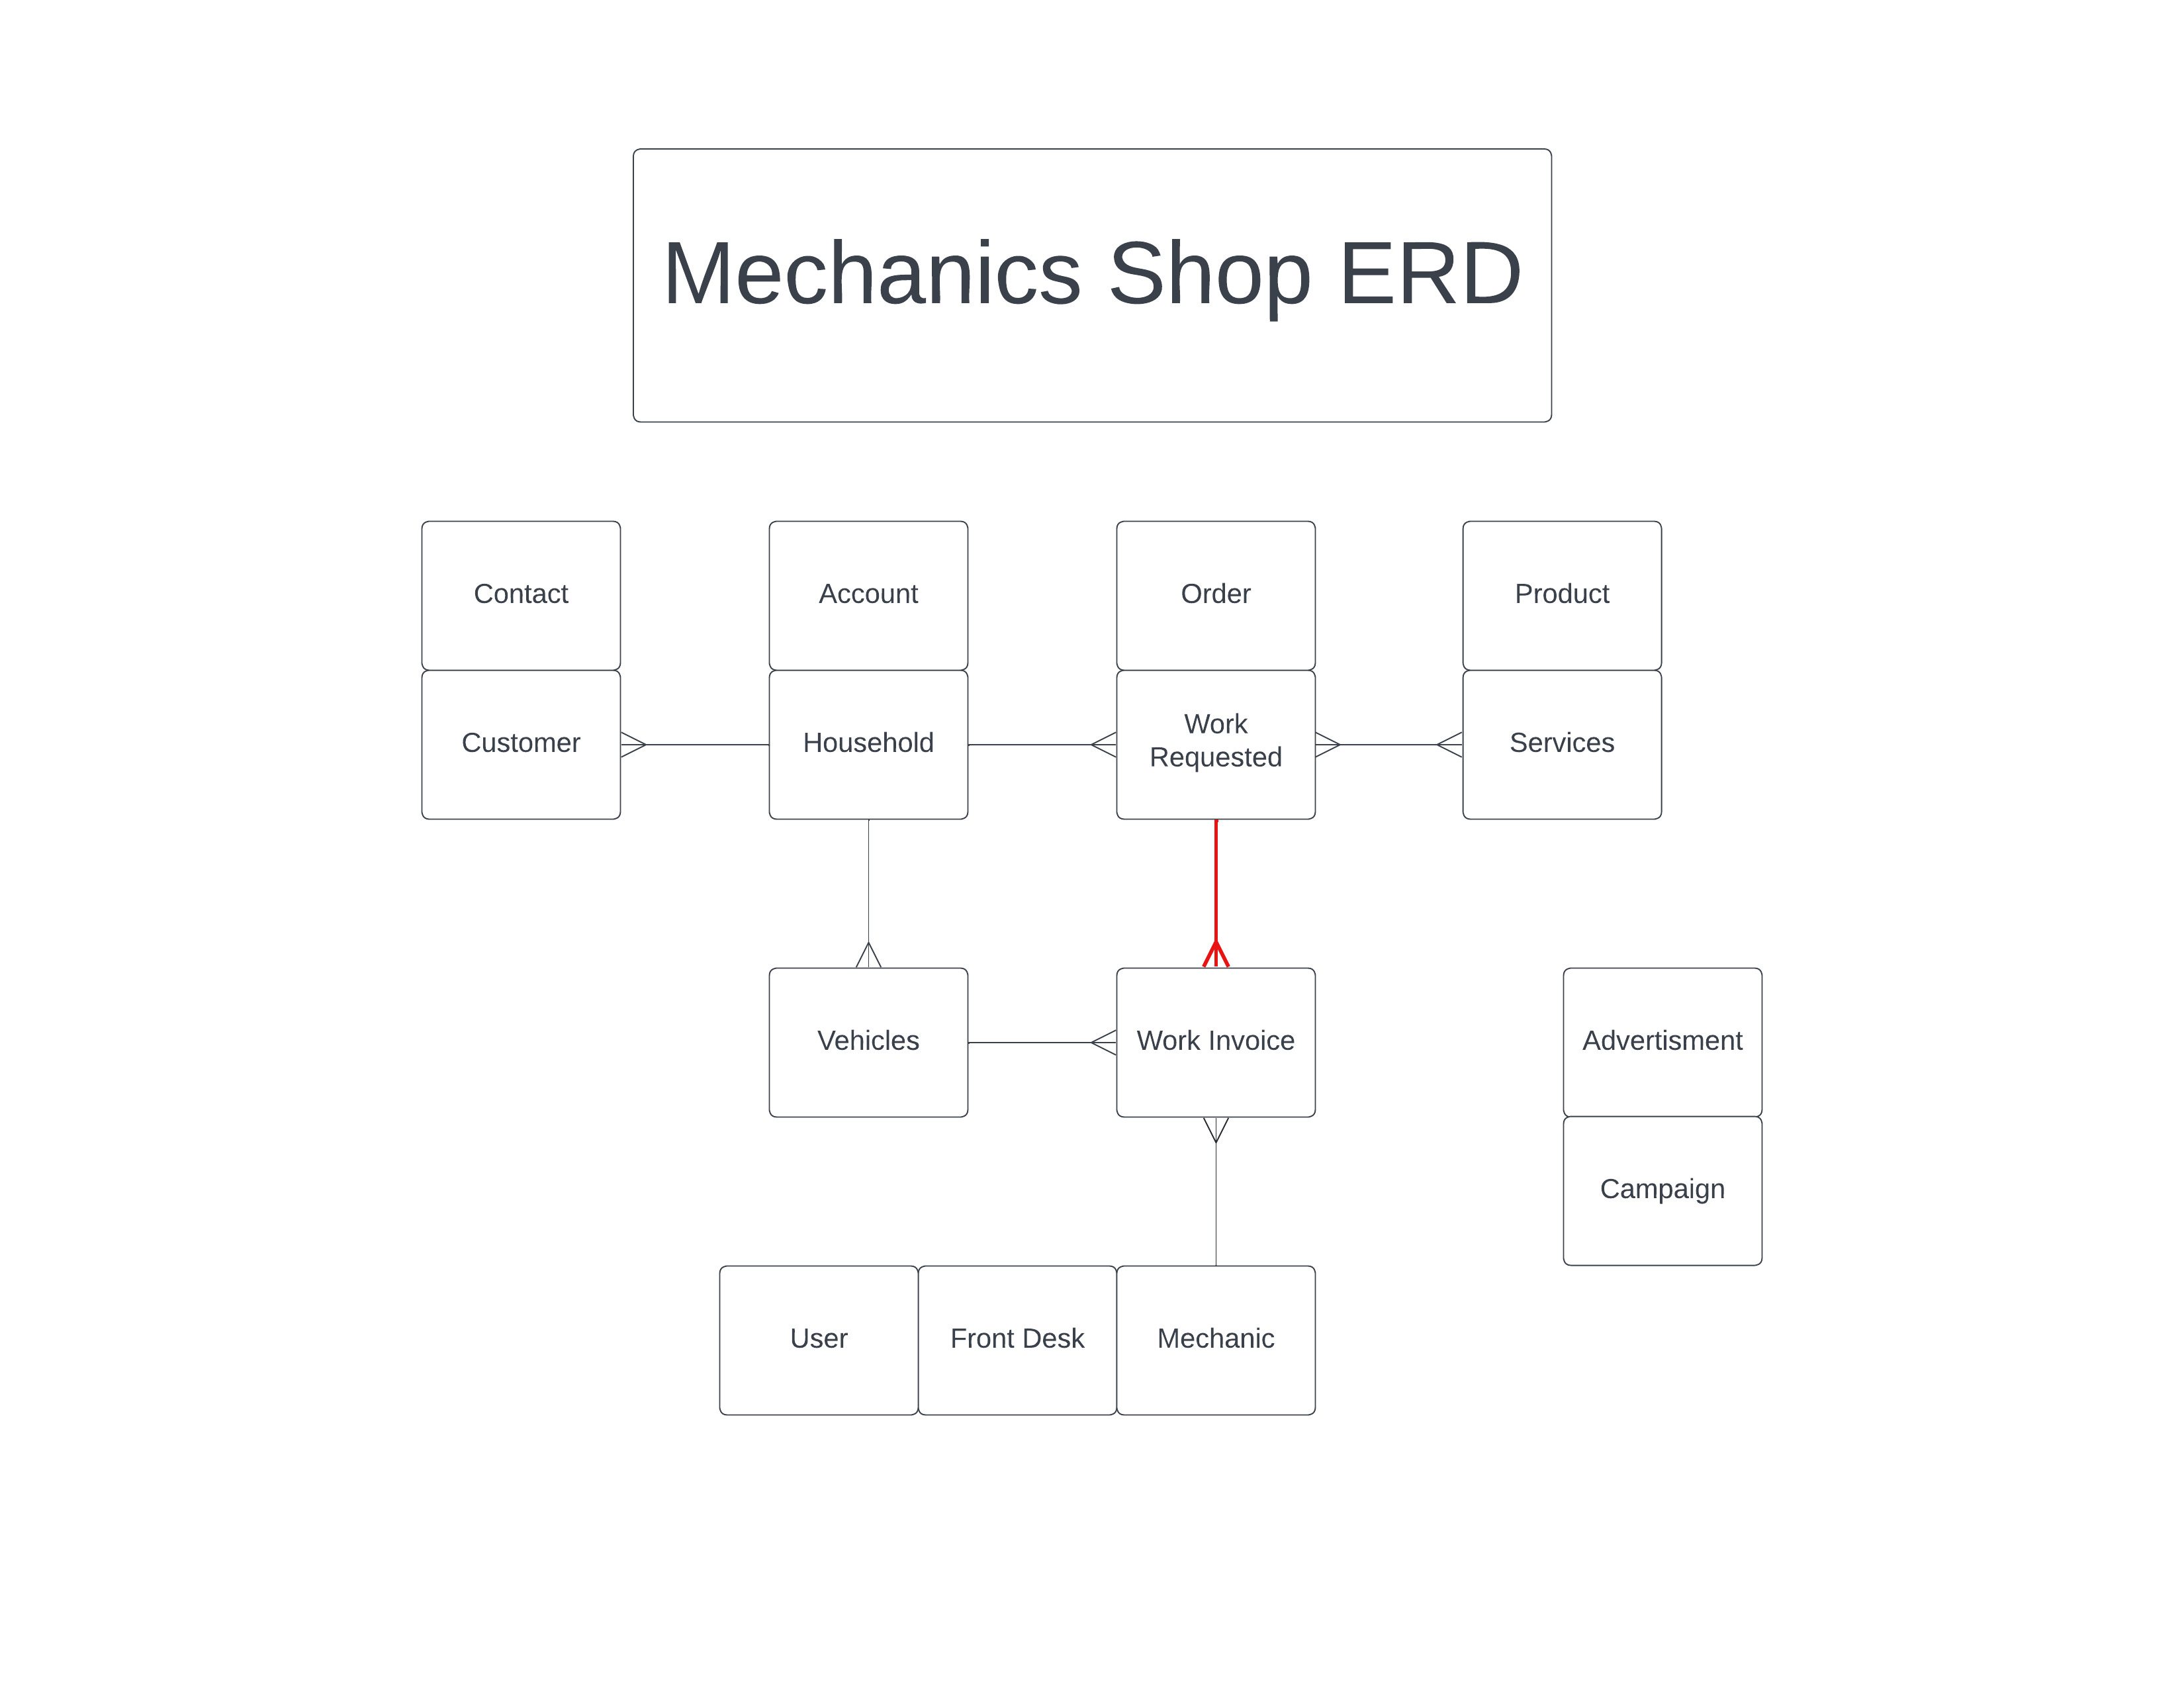 Mechanics Shop ERD
Contact
Account
Order
Product
Customer
Household
Work
Requested
Services
Vehicles
Work Invoice
Advertisment
Campaign
User
Front Desk
Mechanic